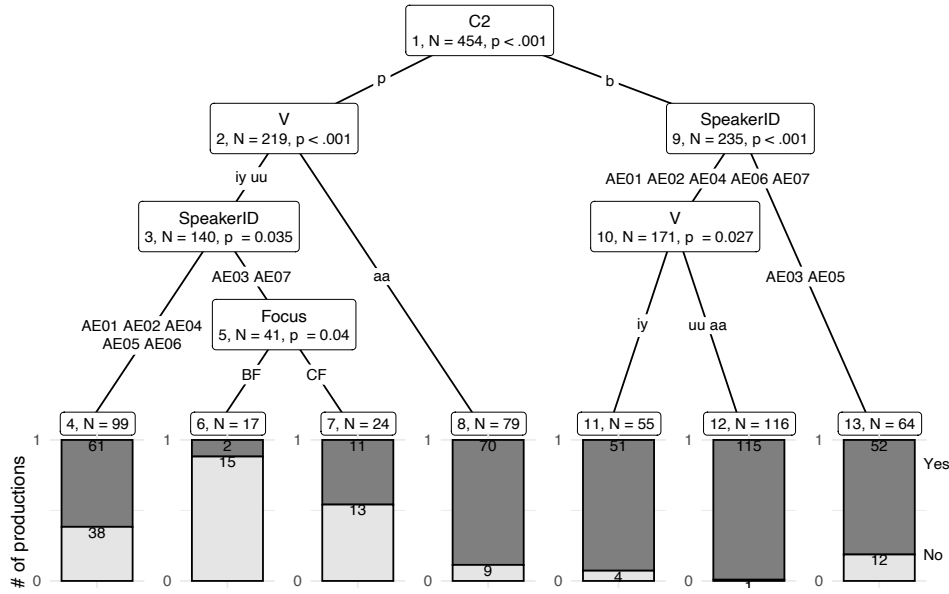 C2
1, N = 454, p < .001
p
b
V
2, N = 219, p < .001
SpeakerID
9, N = 235, p < .001
iy uu
AE01 AE02 AE04 AE06 AE07
SpeakerID
3, N = 140, p = 0.035
V
10, N = 171, p = 0.027
AE03 AE07
aa
AE03 AE05
Focus
5, N = 41, p = 0.04
AE01 AE02 AE04
AE05 AE06
iy
uu aa
BF
CF
4, N = 99
6, N = 17
7, N = 24
8, N = 79
11, N = 55
12, N = 116
13, N = 64
1
61
1
2
1
11
1
70
1
51
1
115
1
52
15
Yes
13
38
No
9
4
1
12
0
0
0
0
0
0
0
# of productions